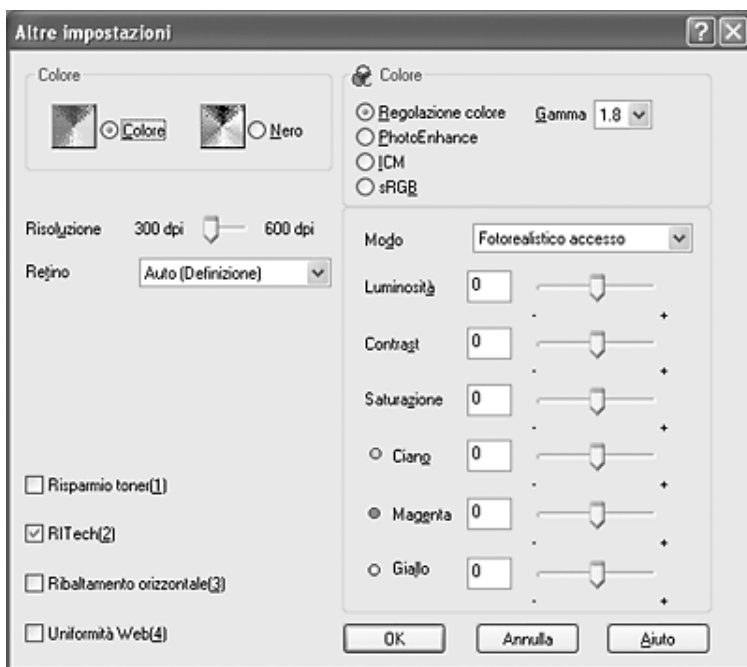 Altre impostazioni
Colore
Colore
Nero
Risoluzione 300 dpi 600 dpi
Retino Auto (Definizione)
Risparmio toner(1)
RITech(2)
Ribaltamento orizzontale(3)
Uniformità Web(4)
Colore
Regolazione colore
PhotoEnhance
ICM
sRGB
Gamma 1.8
Modo Fotorealistico accesso
Luminosità 0
- +
Contrast 0
- +
Saturazione 0
- +
Ciano 0
- +
Magenta 0
- +
Giallo 0
- +
OK Annulla Aiuto